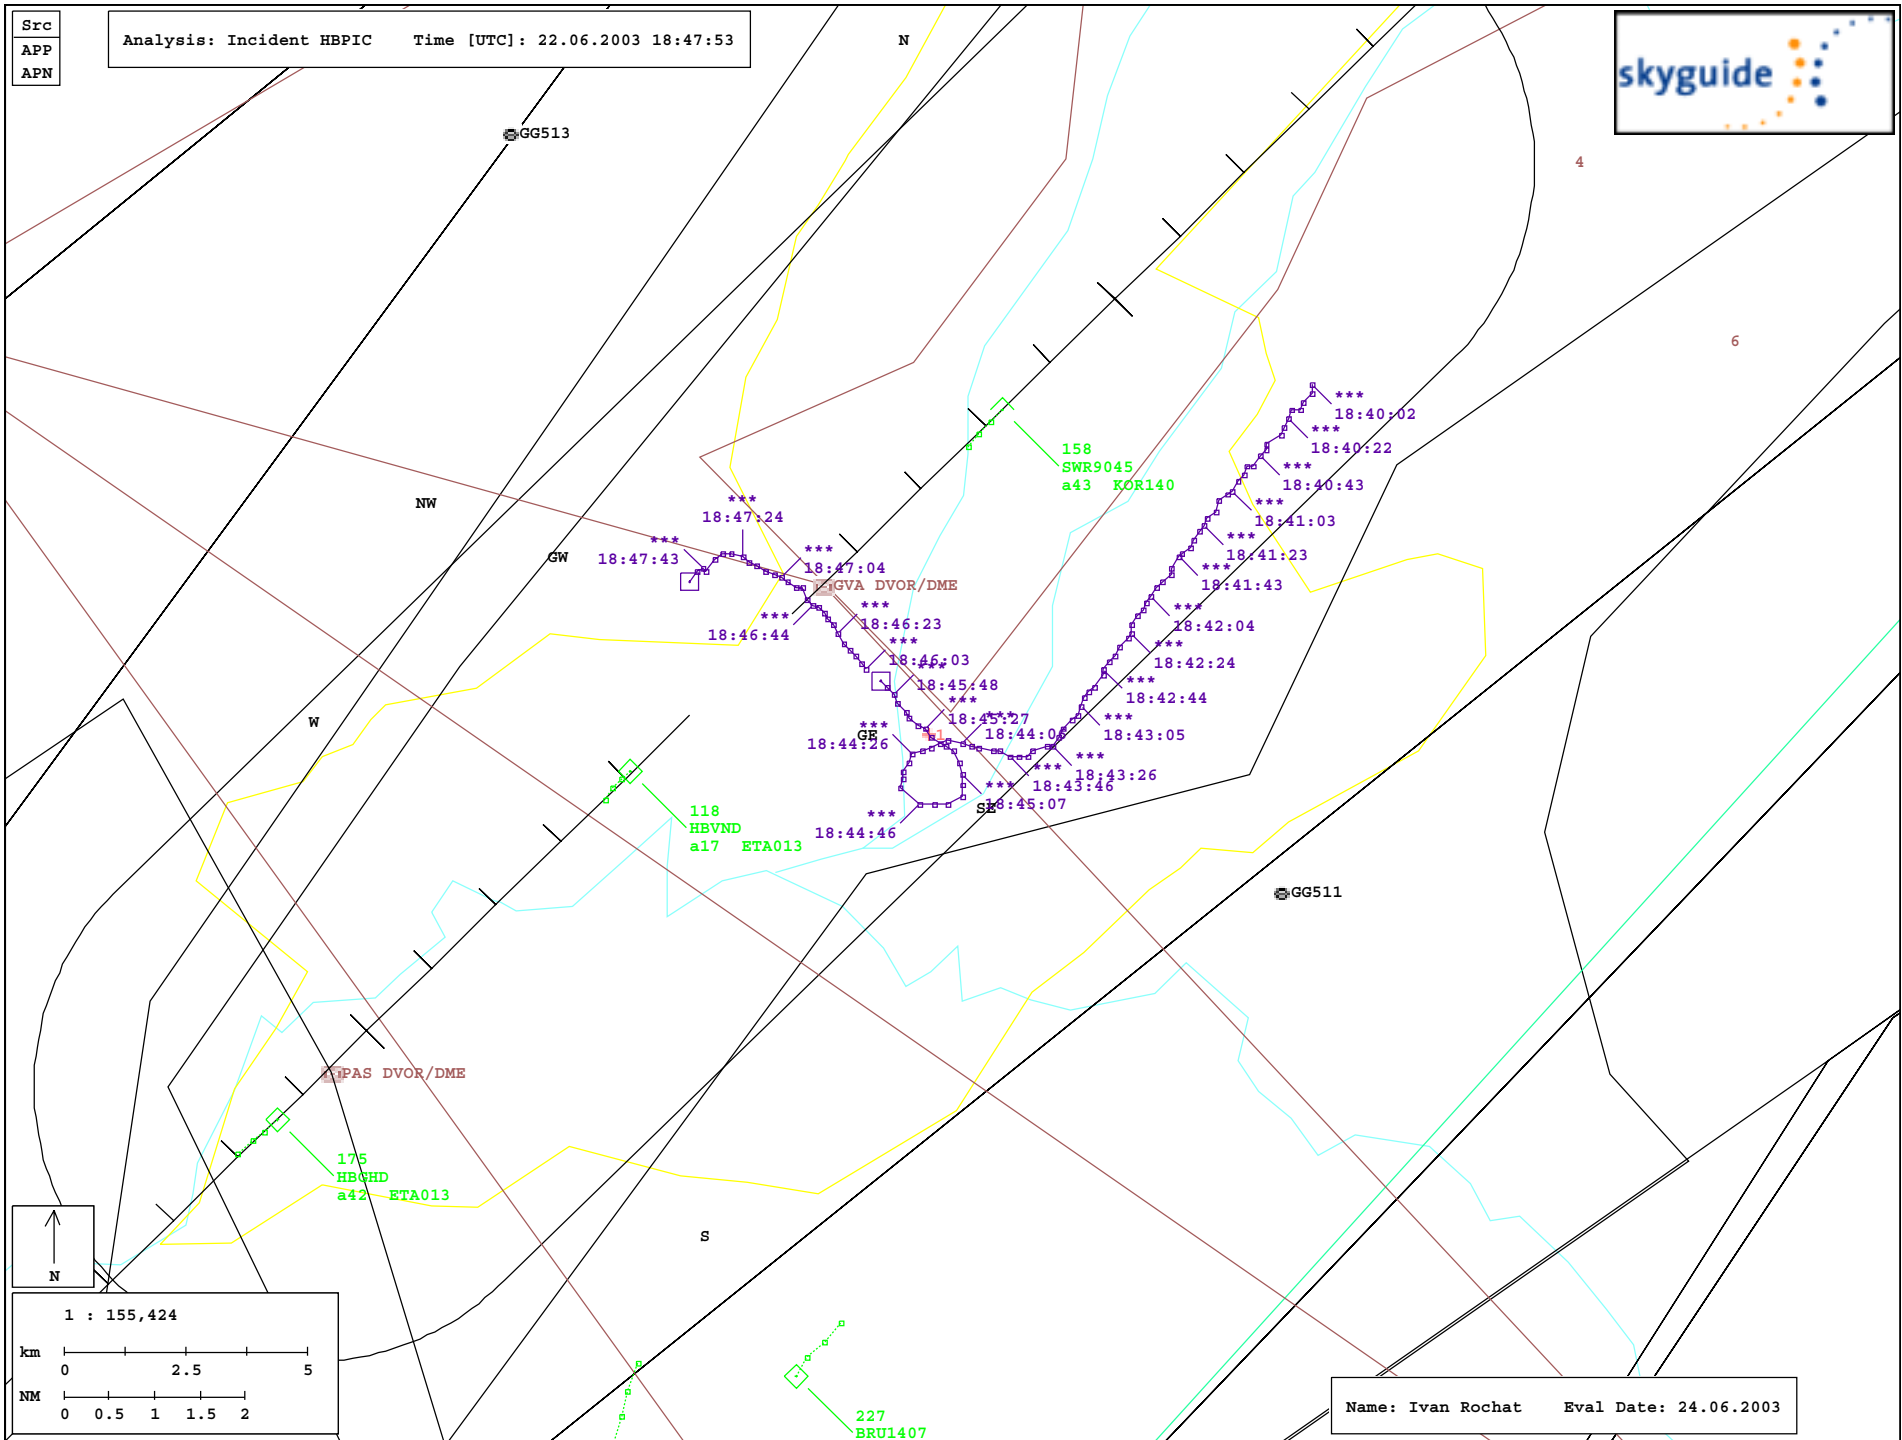 Src
APP
APN
Analysis: Incident HBPIC Time [UTC]: 22.06.2003 18:47:53
N
skyguide
GG513
4
6
***
18:40:02
***
18:40:22
158
SWR9045
a43 KOR140
***
18:40:43
***
18:41:03
NW
***
18:47:24
***
18:47:43
GW
***
18:47:04
***
18:41:23
***
18:41:43
GVA DVOR/DME
***
18:46:44
***
18:46:23
***
18:42:04
***
18:46:03
***
18:42:24
***
18:45:48
***
18:42:44
W
***
18:45:27
***
18:44:06
***
18:43:05
***
18:44:26
GE
***
18:43:26
***
18:43:46
***
18:45:07
SE
***
18:44:46
118
HBVND
a17 ETA013
GG511
PAS DVOR/DME
175
HBGHD
a42 ETA013
S
N
1 : 155,424
km
0 2.5 5
NM
0 0.5 1 1.5 2
227
BRU1407
Name: Ivan Rochat Eval Date: 24.06.2003